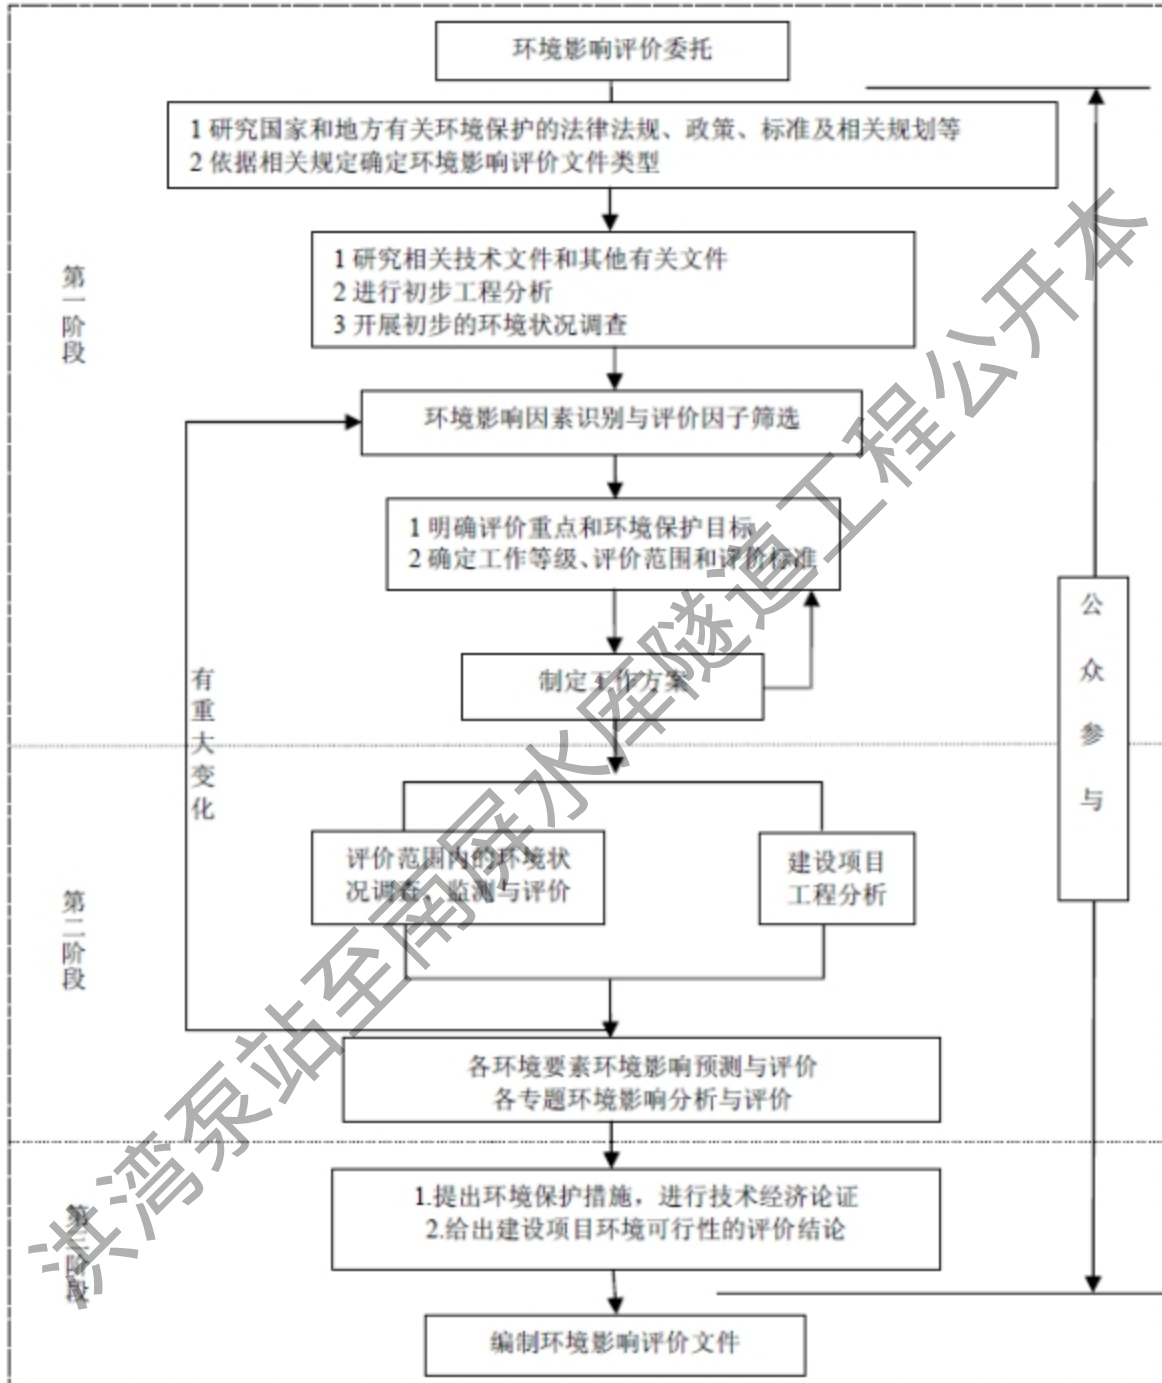 环境影响评价委托
1 研究国家和地方有关环境保护的法律法规、政策、标准及相关规划等
2 依据相关规定确定环境影响评价文件类型
第一阶段
1 研究相关技术文件和其他有关文件
2 进行初步工程分析
3 开展初步的环境状况调查
环境影响因素识别与评价因子筛选
1 明确评价重点和环境保护目标
2 确定工作等级、评价范围和评价标准
制定工作方案
有重大变化
公众参与
第二阶段
评价范围内的环境状
况调查、监测与评价
建设项目
工程分析
各环境要素环境影响预测与评价
各专题环境影响分析与评价
第三阶段
1.提出环境保护措施，进行技术经济论证
2.给出建设项目环境可行性的评价结论
编制环境影响评价文件
洪湾泵站至南屏水库隧道工程公开本